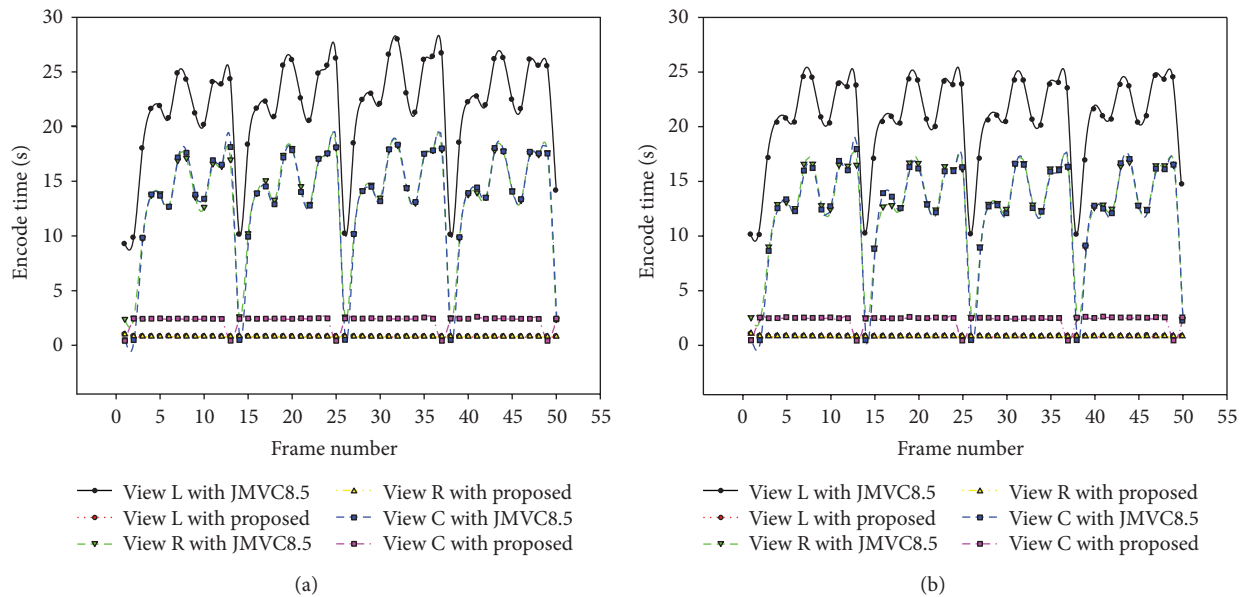 30
25
20
15
10
5
0
Encode time (s)
0 5 10 15 20 25 30 35 40 45 50 55
Frame number
View L with JMVC8.5
View L with proposed
View R with JMVC8.5
View R with proposed
View C with JMVC8.5
View C with proposed
(a)
30
25
20
15
10
5
0
Encode time (s)
0 5 10 15 20 25 30 35 40 45 50 55
Frame number
View L with JMVC8.5
View L with proposed
View R with JMVC8.5
View R with proposed
View C with JMVC8.5
View C with proposed
(b)